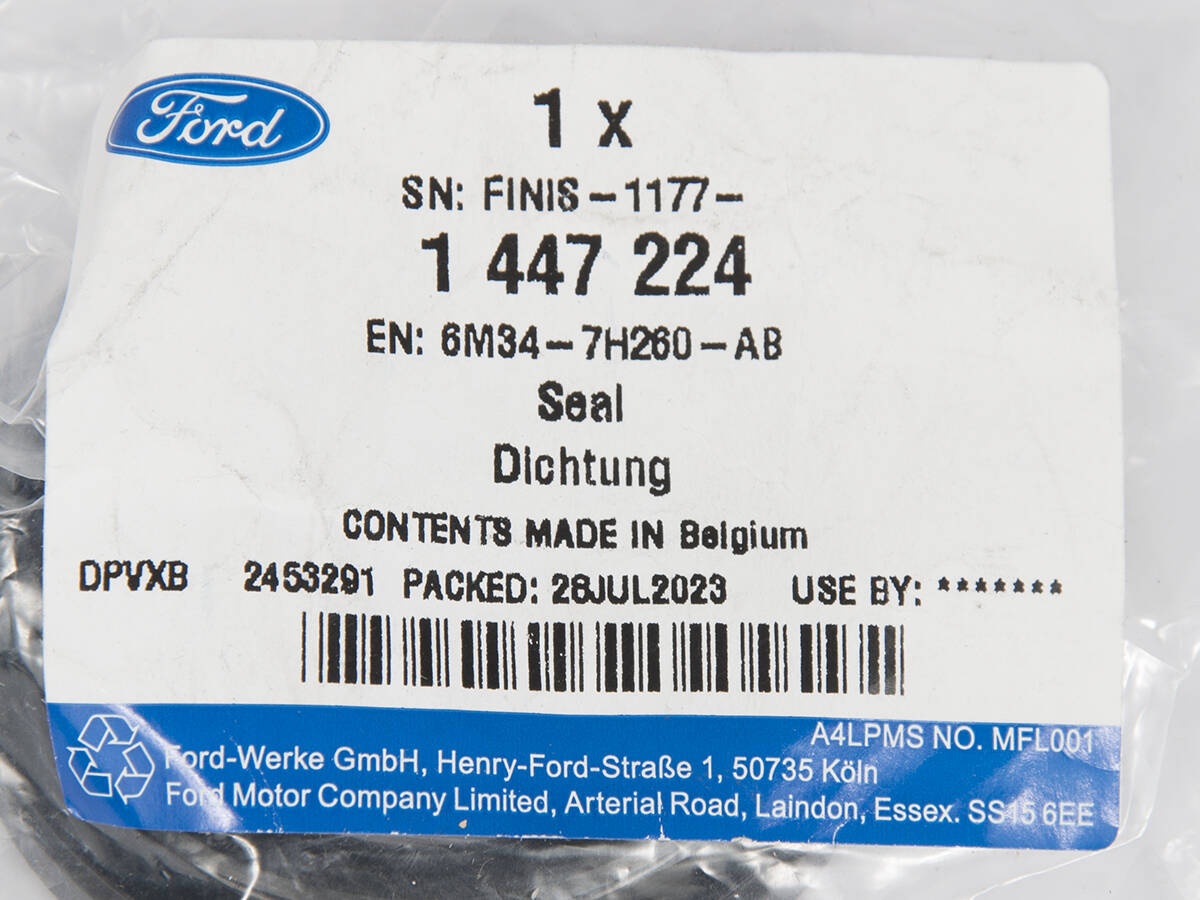 Ford
1 x
SN: FINIS-1177-
1 447 224
EN: 6M34-7H260-AB
Seal
Dichtung
CONTENTS MADE IN Belgium
DPVXB 2453291 PACKED: 28JUL2023 USE BY: *******
A4LPMS NO. MFL001
Ford-Werke GmbH, Henry-Ford-Straße 1, 50735 Köln
Ford Motor Company Limited, Arterial Road, Laindon, Essex. SS15 6EE